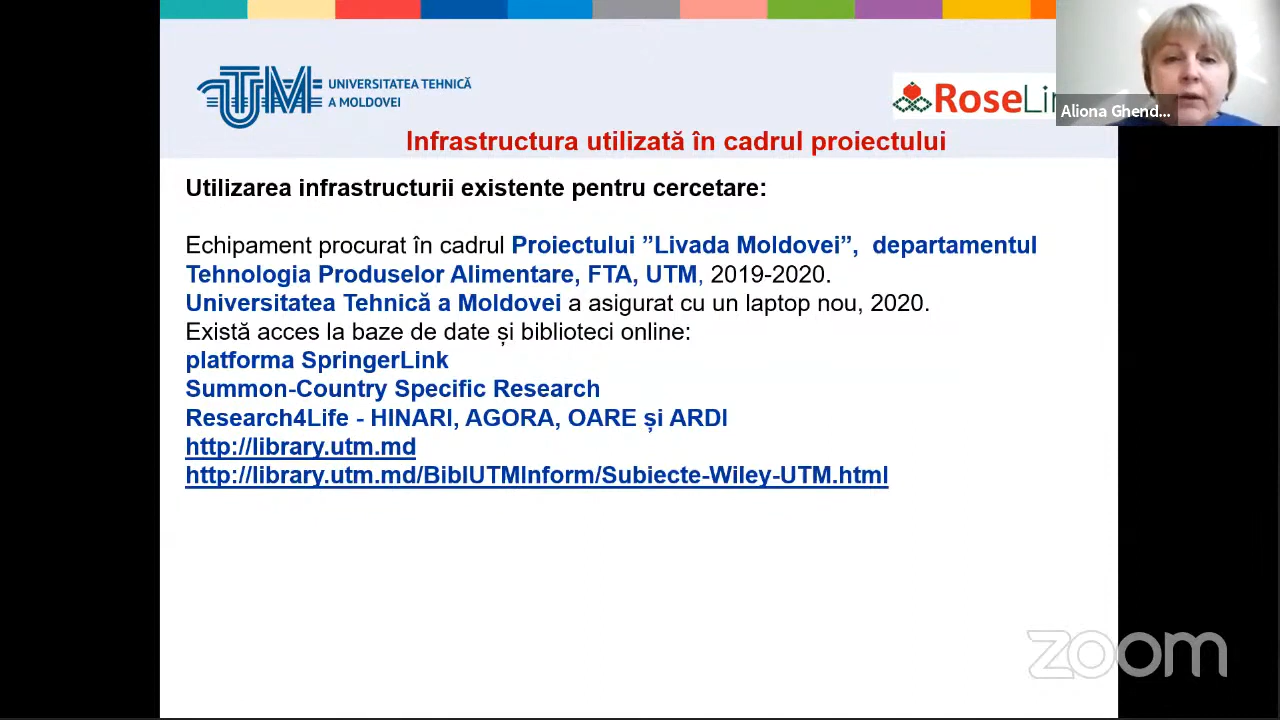 UNIVERSITATEA TEHNICĂ
A MOLDOVEI
UTM
RoseLin
Aliona Ghend...
Infrastructura utilizată în cadrul proiectului
Utilizarea infrastructurii existente pentru cercetare:
Echipament procurat în cadrul Proiectului ”Livada Moldovei”, departamentul
Tehnologia Produselor Alimentare, FTA, UTM, 2019-2020.
Universitatea Tehnică a Moldovei a asigurat cu un laptop nou, 2020.
Există acces la baze de date și biblioteci online:
platforma SpringerLink
Summon-Country Specific Research
Research4Life - HINARI, AGORA, OARE și ARDI
http://library.utm.md
http://library.utm.md/BiblUTMInform/Subiecte-Wiley-UTM.html
zoom